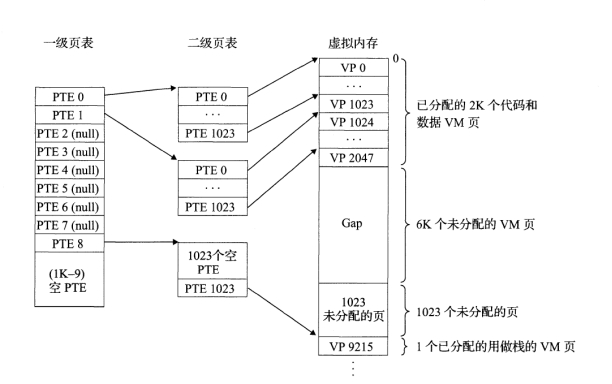 一级页表
二级页表
虚拟内存
0
PTE 0
PTE 1
PTE 2 (null)
PTE 3 (null)
PTE 4 (null)
PTE 5 (null)
PTE 6 (null)
PTE 7 (null)
PTE 8
(1K–9)
空 PTE
PTE 0
···
PTE 1023
PTE 0
···
PTE 1023
1023个空
PTE
PTE 1023
VP 0
···
VP 1023
VP 1024
···
VP 2047
Gap
1023
未分配的页
VP 9215
⋮
已分配的 2K 个代码和
数据 VM 页
6K 个未分配的 VM 页
1023 个未分配的页
1 个已分配的用做栈的 VM 页